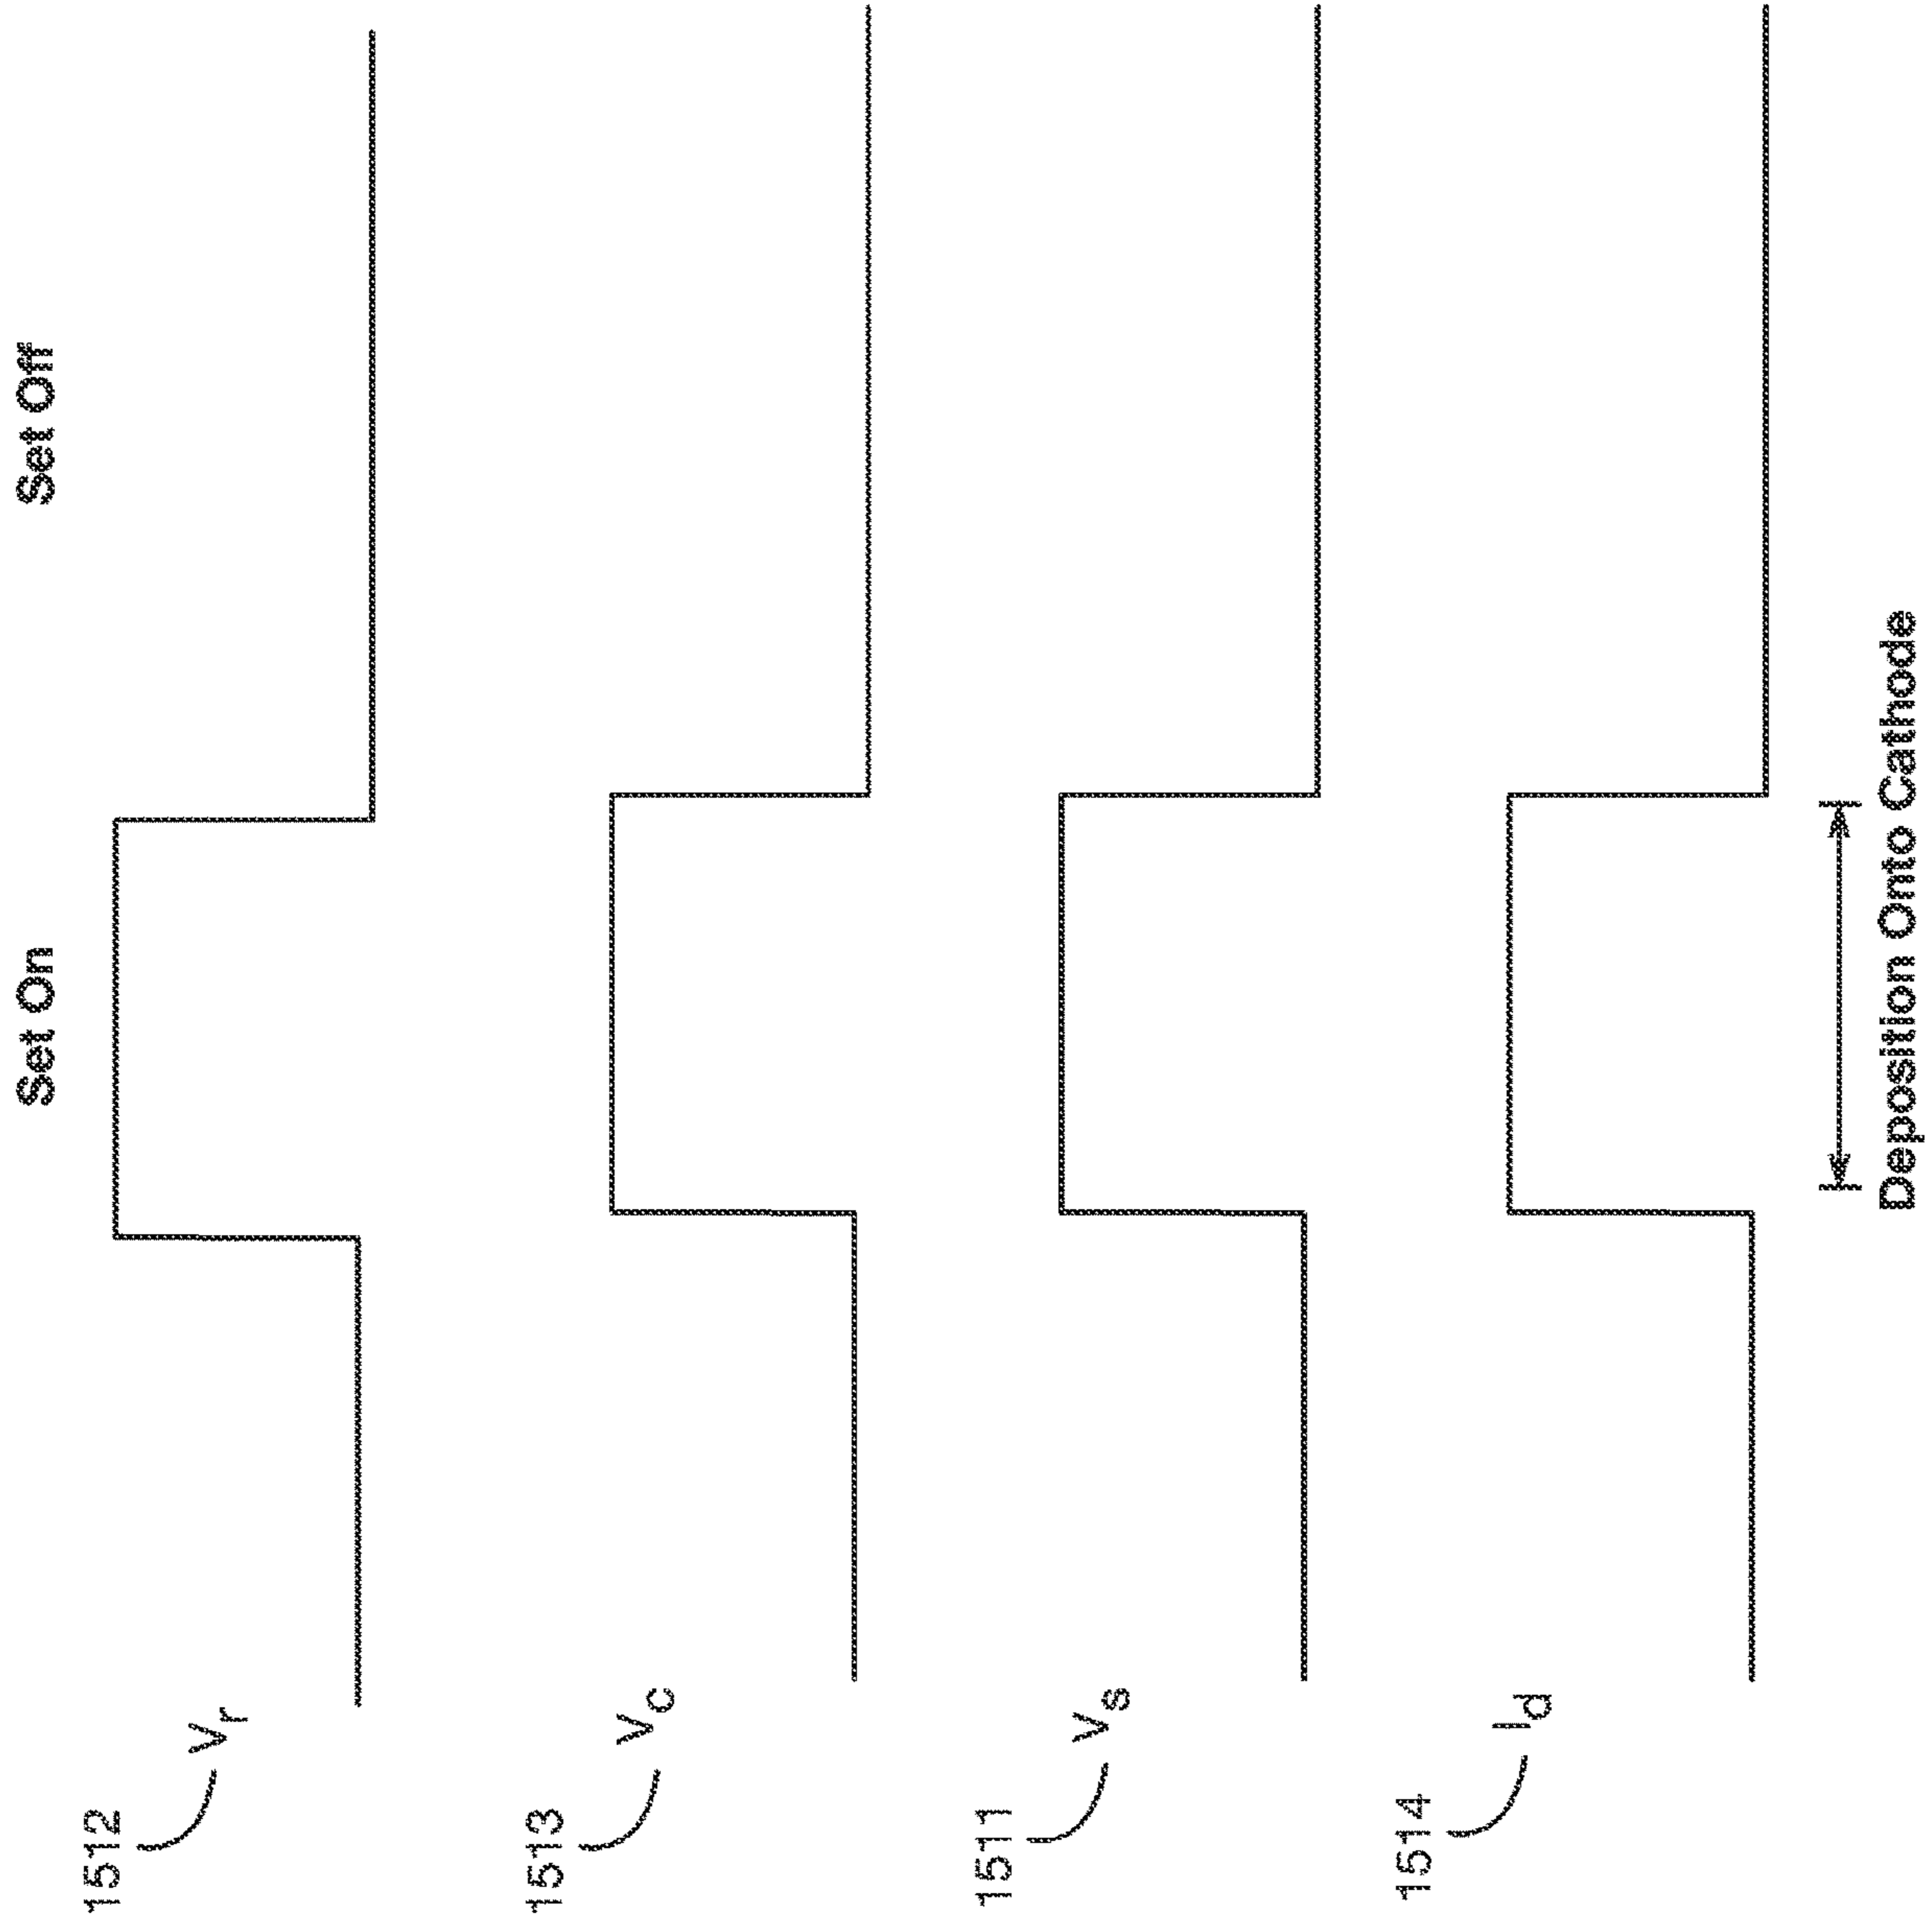 Set On
Set Off
1512
Vr
1513
Vc
1511
Vs
1514
Id
Deposition Onto Cathode